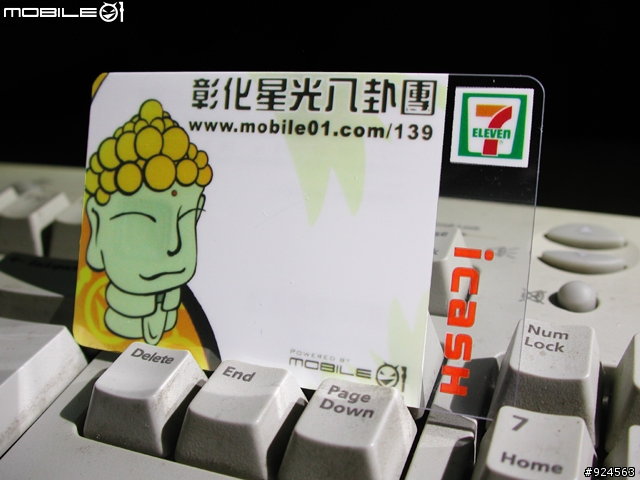 MOBILE01
彰化星光八卦團
www.mobile01.com/139
7
ELEVEN
icash
POWERED BY
MOBILE01
Delete
End
Page
Down
Num
Lock
7
Home
#924563